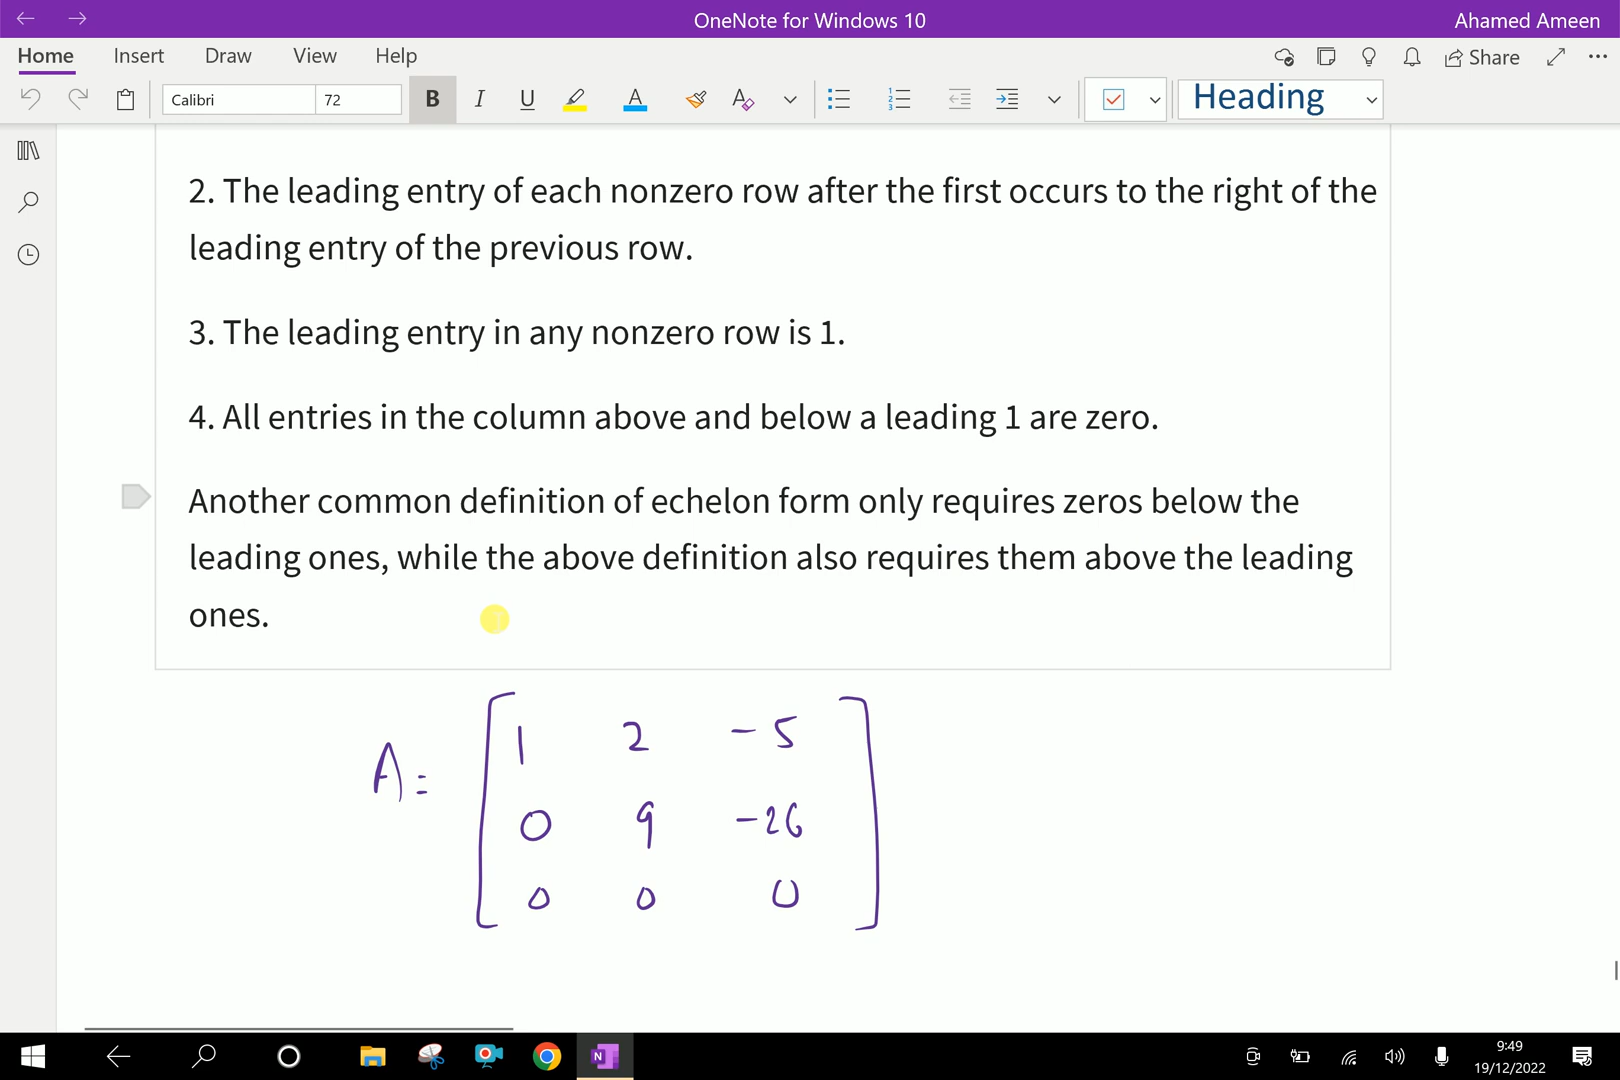 OneNote for Windows 10
Ahamed Ameen
Home Insert Draw View Help
Share
Calibri 72 B I U A A Heading
2. The leading entry of each nonzero row after the first occurs to the right of the
leading entry of the previous row.
3. The leading entry in any nonzero row is 1.
4. All entries in the column above and below a leading 1 are zero.
Another common definition of echelon form only requires zeros below the
leading ones, while the above definition also requires them above the leading
ones.
1 2 -5
A =
0 9 -26
0 0 0
9:49
19/12/2022